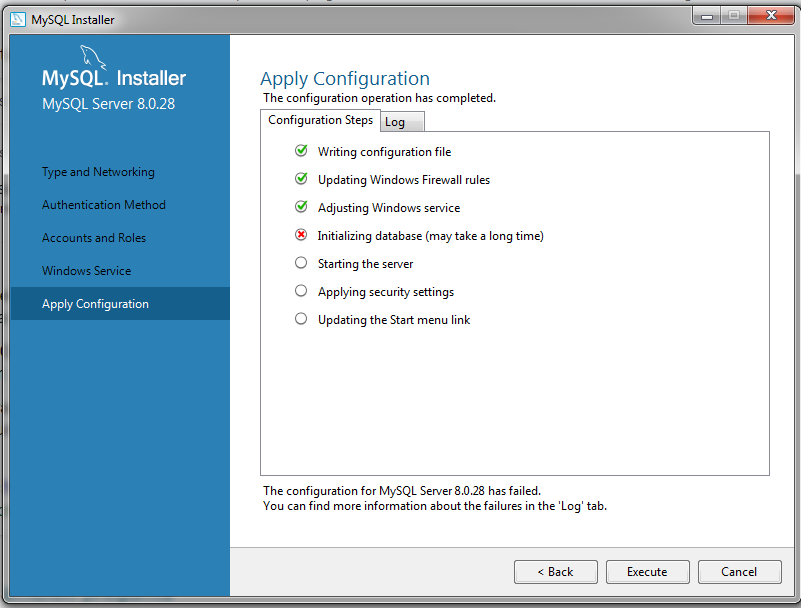 MySQL Installer
MySQL. Installer
MySQL Server 8.0.28
Type and Networking
Authentication Method
Accounts and Roles
Windows Service
Apply Configuration
Apply Configuration
The configuration operation has completed.
Configuration Steps
Log
Writing configuration file
Updating Windows Firewall rules
Adjusting Windows service
Initializing database (may take a long time)
Starting the server
Applying security settings
Updating the Start menu link
The configuration for MySQL Server 8.0.28 has failed.
You can find more information about the failures in the 'Log' tab.
< Back
Execute
Cancel